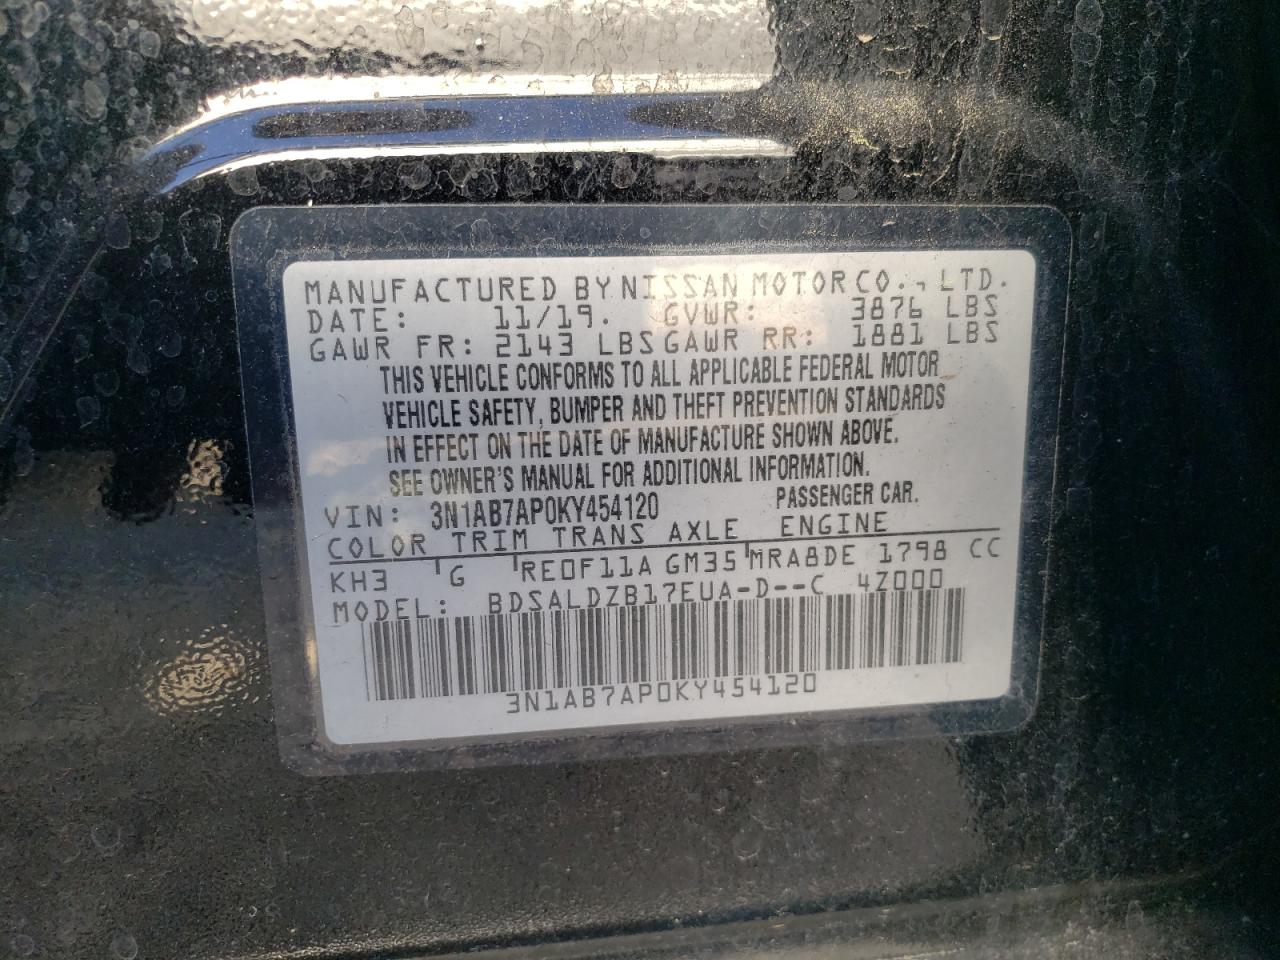 MANUFACTURED BY NISSAN MOTOR CO., LTD.
DATE: 11/19. GVWR: 3876 LBS
GAWR FR: 2143 LBS GAWR RR: 1881 LBS
THIS VEHICLE CONFORMS TO ALL APPLICABLE FEDERAL MOTOR
VEHICLE SAFETY, BUMPER AND THEFT PREVENTION STANDARDS
IN EFFECT ON THE DATE OF MANUFACTURE SHOWN ABOVE.
SEE OWNER'S MANUAL FOR ADDITIONAL INFORMATION.
VIN: 3N1AB7AP0KY454120 PASSENGER CAR.
COLOR TRIM TRANS AXLE ENGINE
KH3 G RE0F11A GM35 MRA8DE 1798 CC
MODEL: BDSALDZB17EUA-D--C 4Z000
3N1AB7AP0KY454120